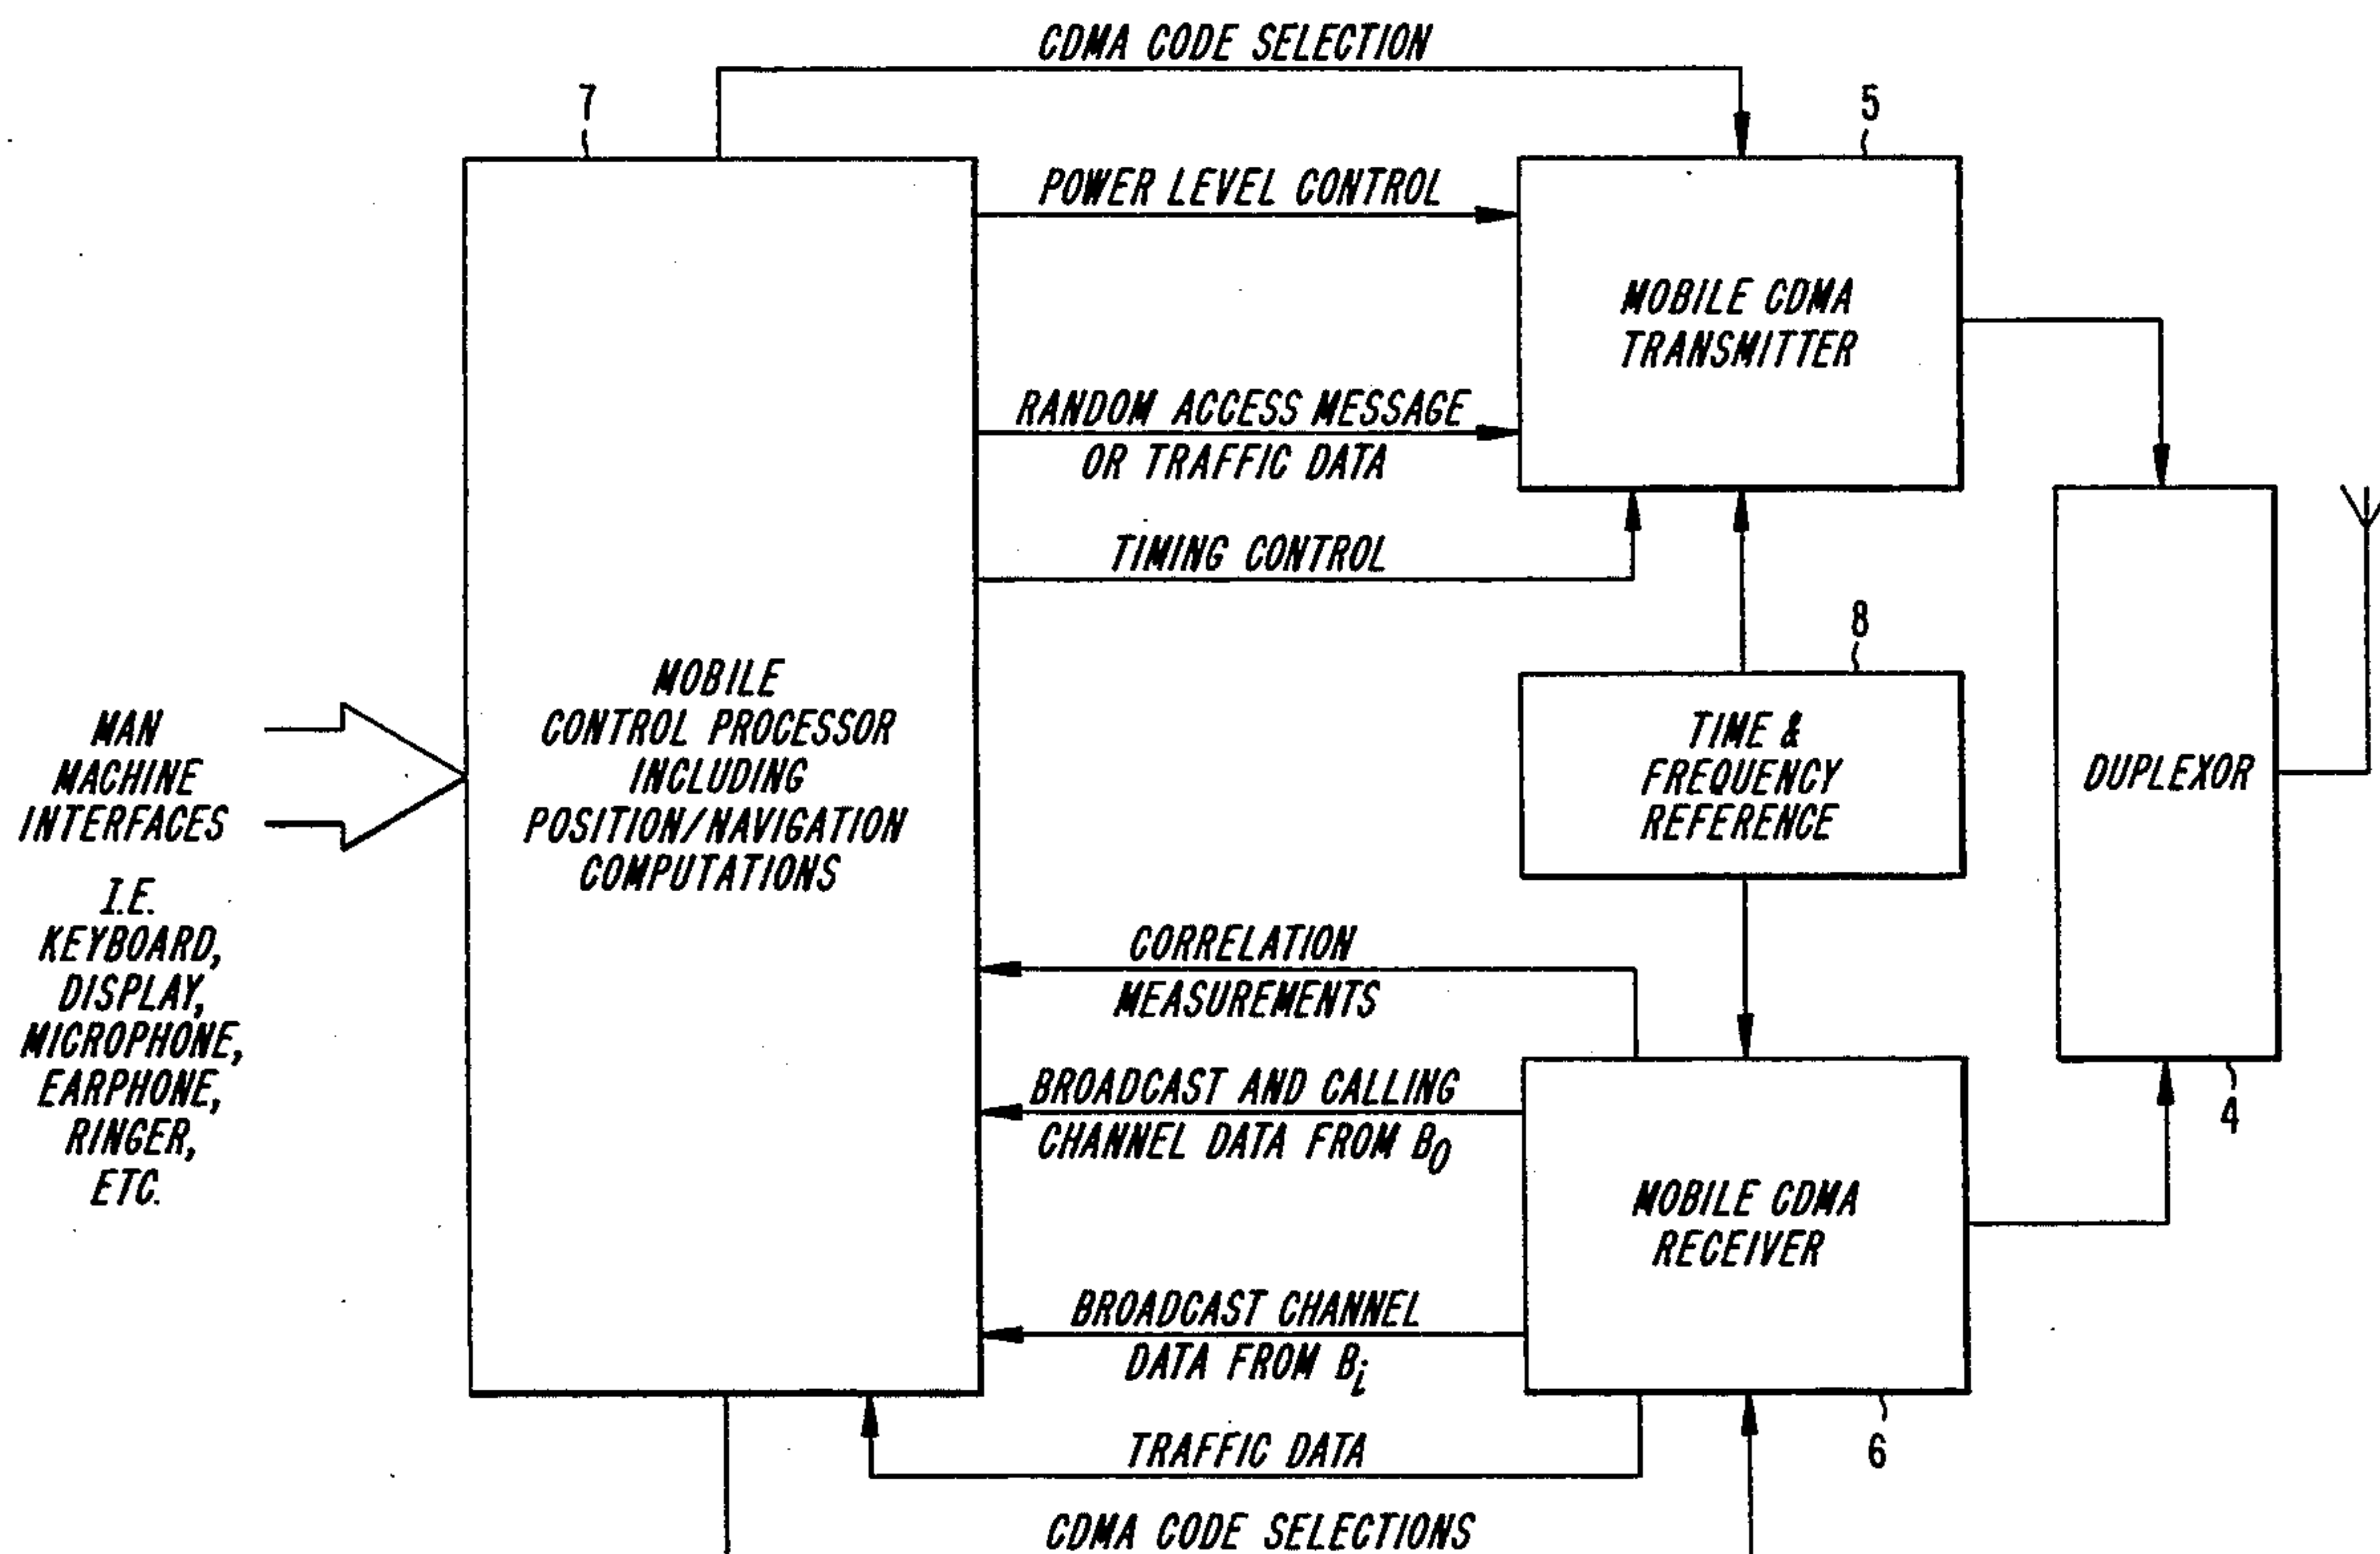 CDMA CODE SELECTION
7
5
POWER LEVEL CONTROL
MOBILE CDMA
TRANSMITTER
RANDOM ACCESS MESSAGE
OR TRAFFIC DATA
TIMING CONTROL
8
MOBILE
CONTROL PROCESSOR
INCLUDING
POSITION/NAVIGATION
COMPUTATIONS
TIME &
FREQUENCY
REFERENCE
DUPLEXOR
4
MAN
MACHINE
INTERFACES
I.E.
KEYBOARD,
DISPLAY,
MICROPHONE,
EARPHONE,
RINGER,
ETC.
CORRELATION
MEASUREMENTS
BROADCAST AND CALLING
CHANNEL DATA FROM B0
MOBILE CDMA
RECEIVER
BROADCAST CHANNEL
DATA FROM Bi
6
TRAFFIC DATA
CDMA CODE SELECTIONS